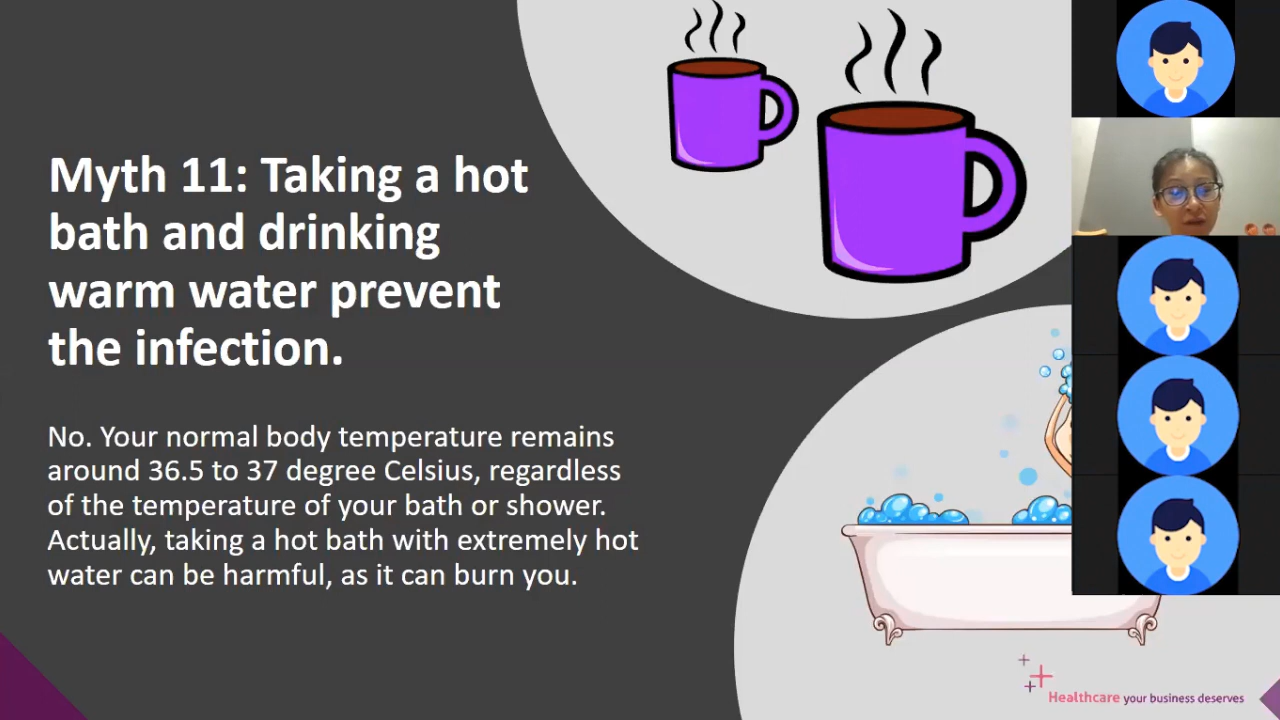 Myth 11: Taking a hot
bath and drinking
warm water prevent
the infection.
No. Your normal body temperature remains
around 36.5 to 37 degree Celsius, regardless
of the temperature of your bath or shower.
Actually, taking a hot bath with extremely hot
water can be harmful, as it can burn you.
Healthcare your business deserves